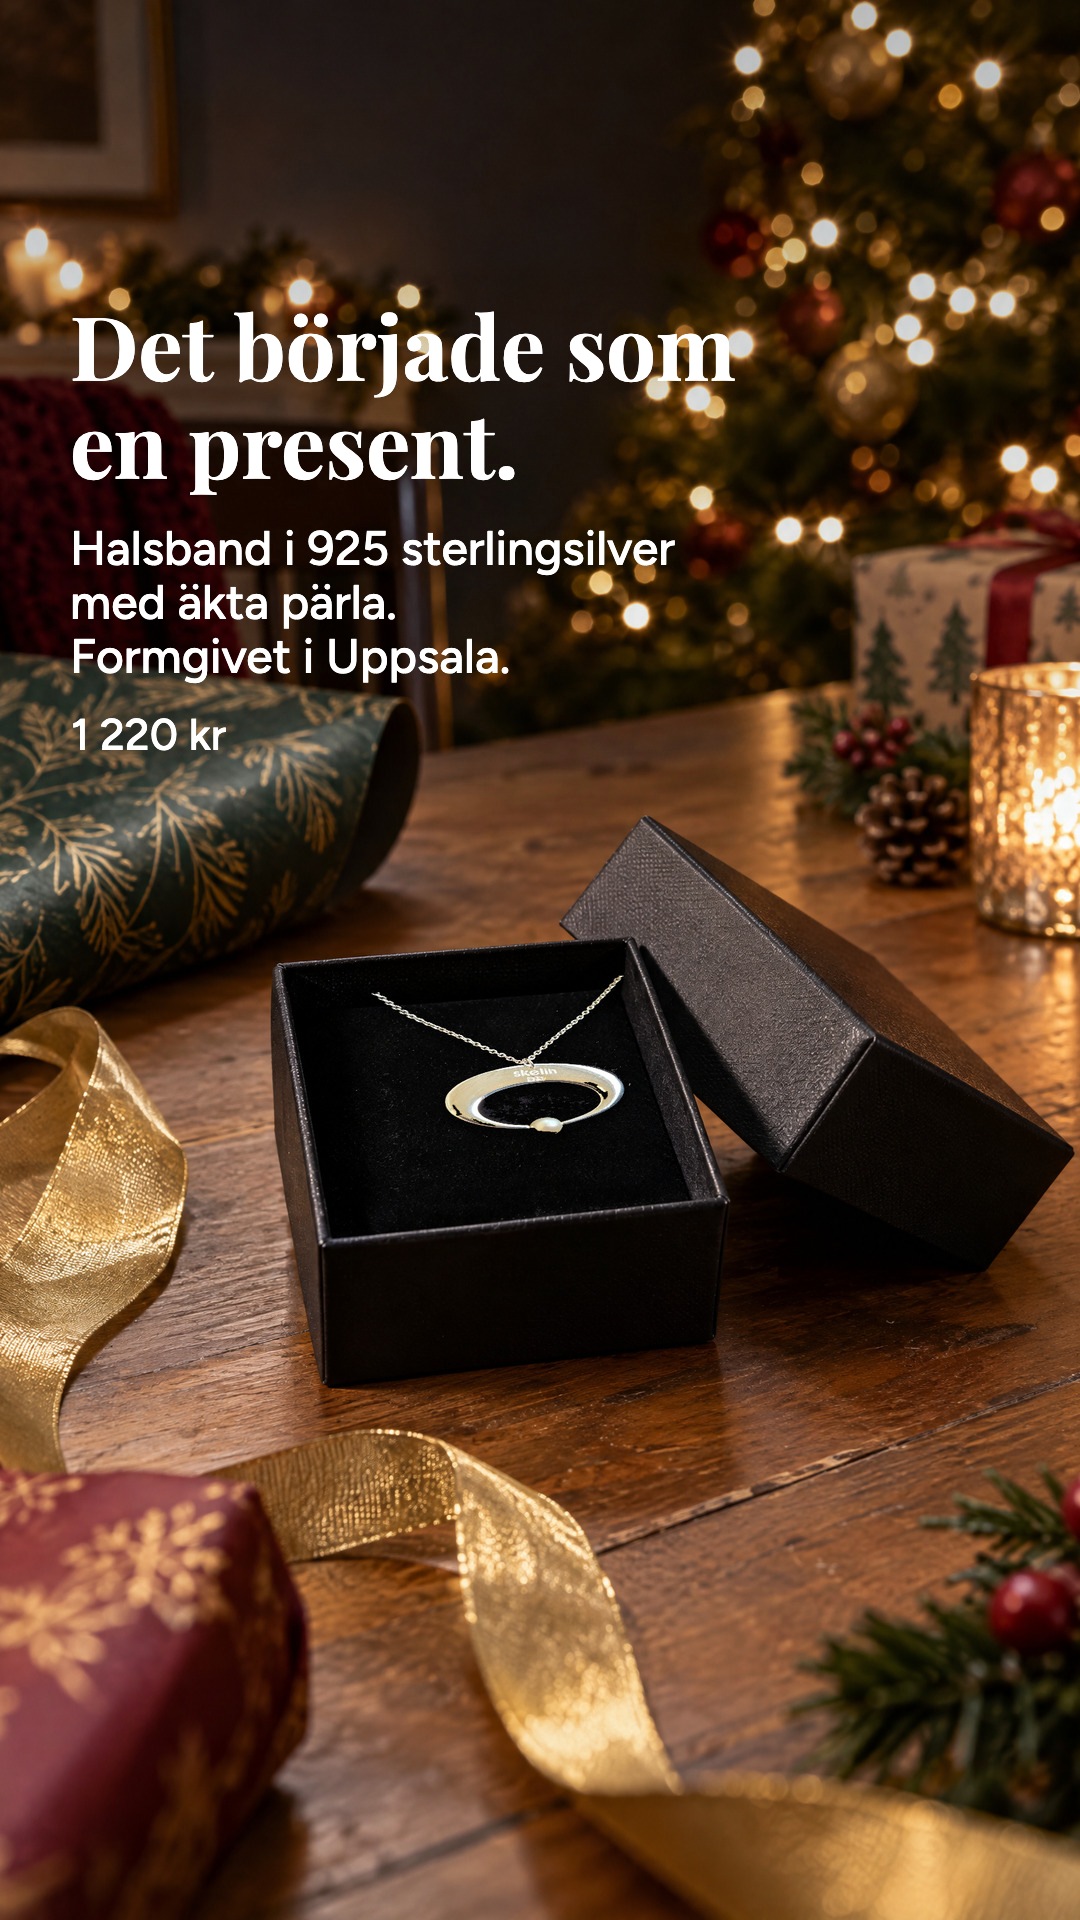 Det började som
en present.
Halsband i 925 sterlingsilver
med äkta pärla.
Formgivet i Uppsala.
1 220 kr
skelin